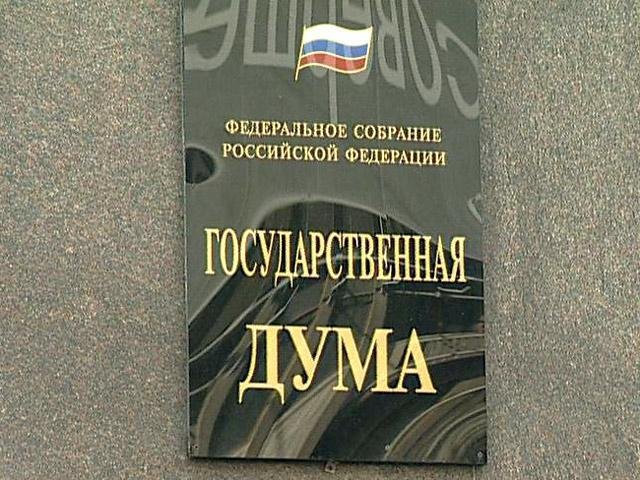 ФЕДЕРАЛЬНОЕ СОБРАНИЕ
РОССИЙСКОЙ ФЕДЕРАЦИИ
ГОСУДАРСТВЕННАЯ
ДУМА